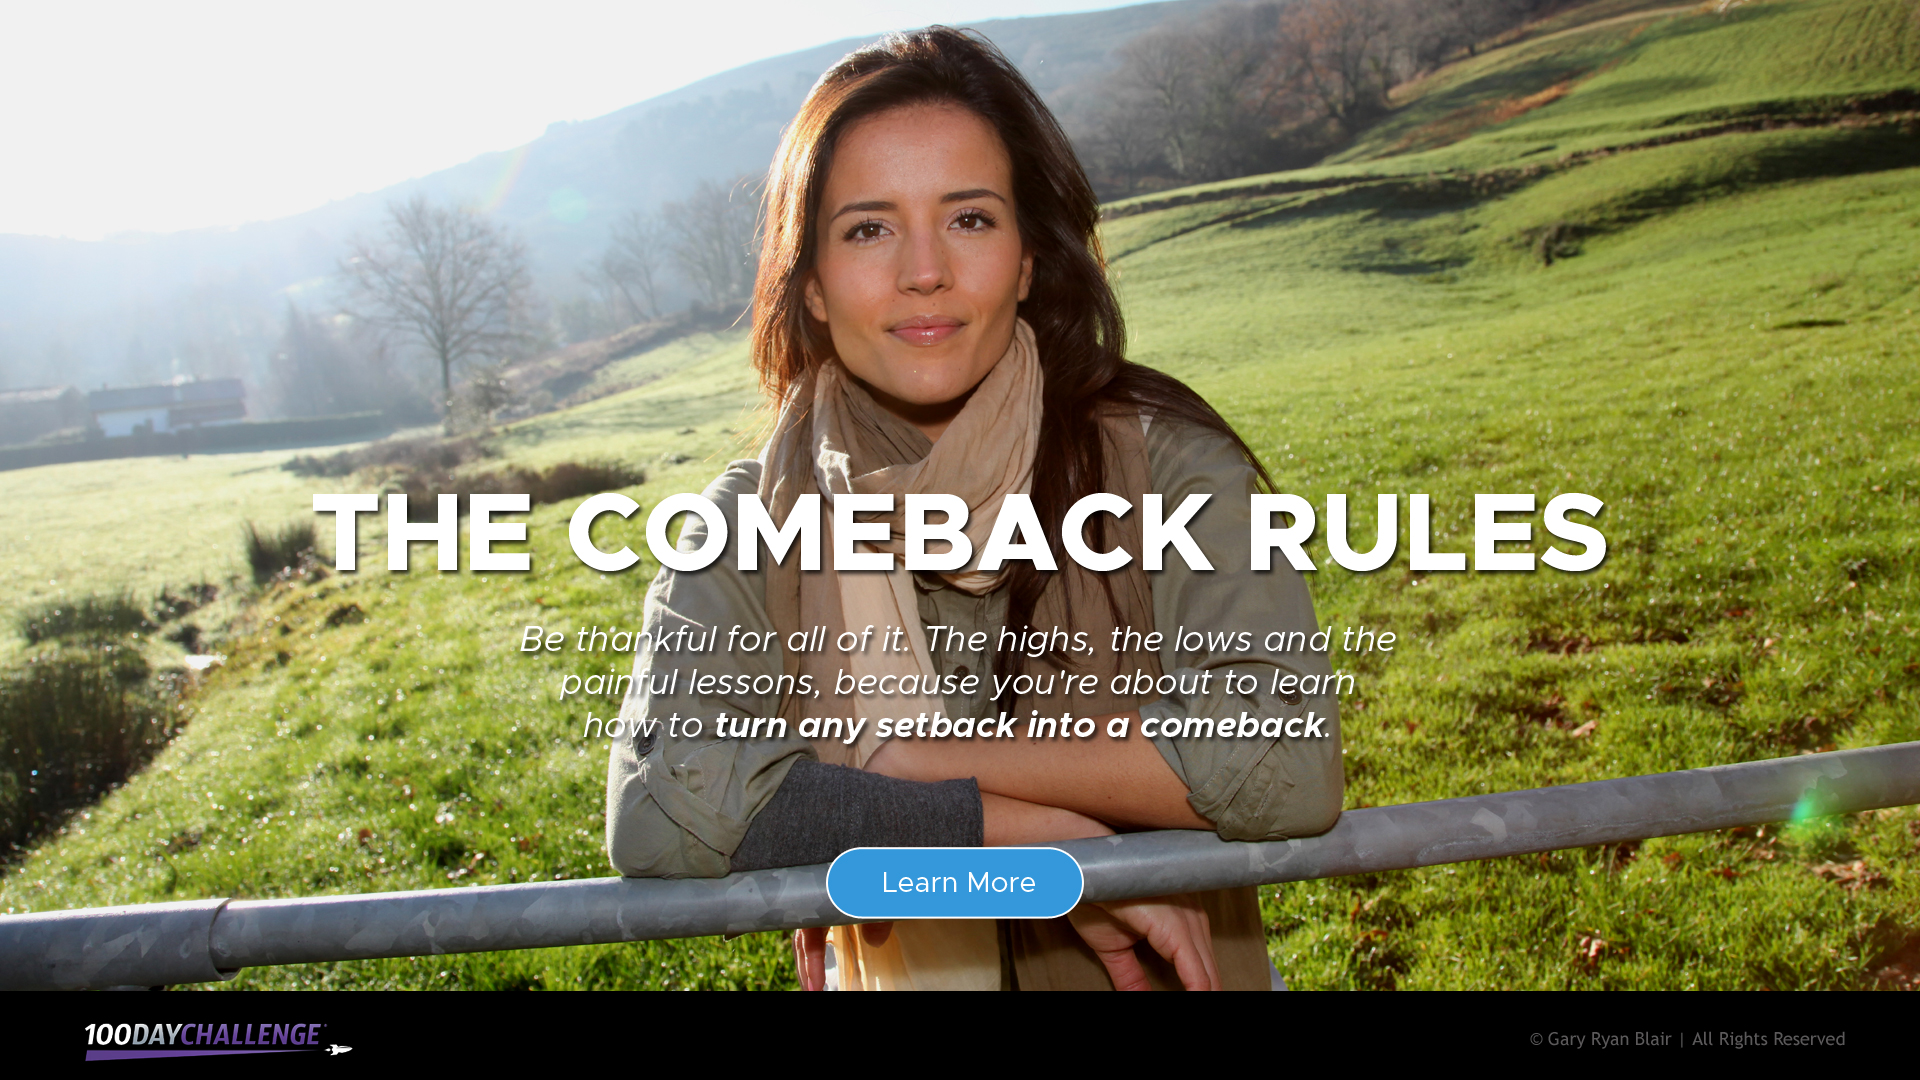 THE COMEBACK RULES
Be thankful for all of it. The highs, the lows and the
painful lessons, because you're about to learn
how to turn any setback into a comeback.
Learn More
100DAYCHALLENGE
© Gary Ryan Blair | All Rights Reserved